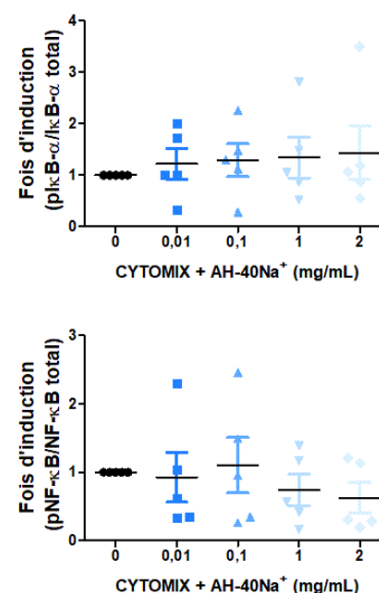 Fois d'induction
(pIκB-α/IκB-α total)
4
3
2
1
0
0 0,01 0,1 1 2
CYTOMIX + AH-40Na⁺ (mg/mL)
Fois d'induction
(pNF-κB/NF-κB total)
3
2
1
0
0 0,01 0,1 1 2
CYTOMIX + AH-40Na⁺ (mg/mL)